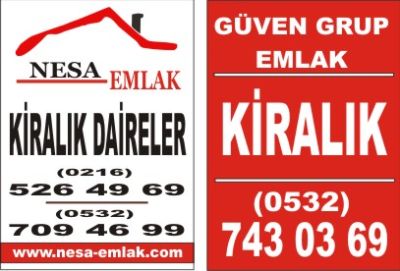 NESA
EMLAK
KİRALIK DAİRELER
(0216)
526 49 69
(0532)
709 46 99
www.nesa-emlak.com
GÜVEN GRUP
EMLAK
KİRALIK
(0532)
743 03 69